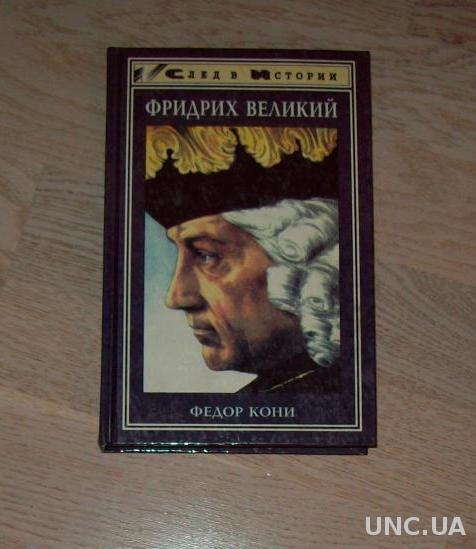 След в Истории
ФРИДРИХ ВЕЛИКИЙ
ФЕДОР КОНИ
UNC.UA